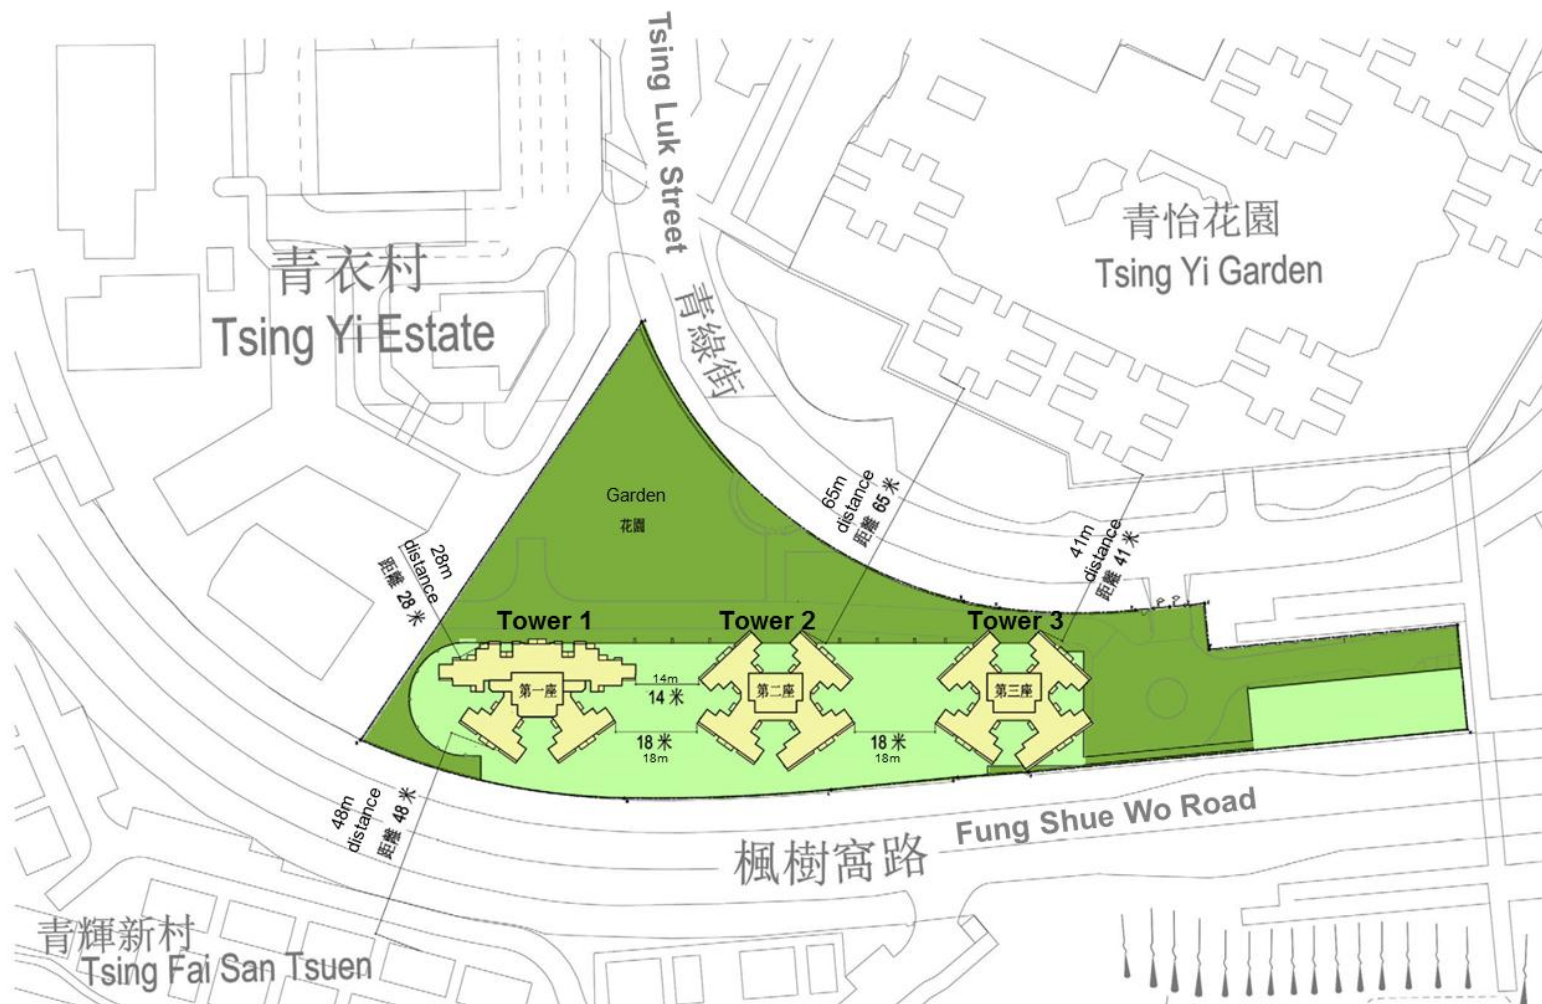 Tsing Luk Street
青綠街
青怡花園
Tsing Yi Garden
青衣村
Tsing Yi Estate
Garden
花園
65m
distance
距離 65 米
41m
distance
距離 41 米
28m
distance
距離 28 米
Tower 1
Tower 2
Tower 3
第一座
第二座
第三座
14m
14 米
18 米
18m
18 米
18m
48m
distance
距離 48 米
Fung Shue Wo Road
楓樹窩路
青輝新村
Tsing Fai San Tsuen